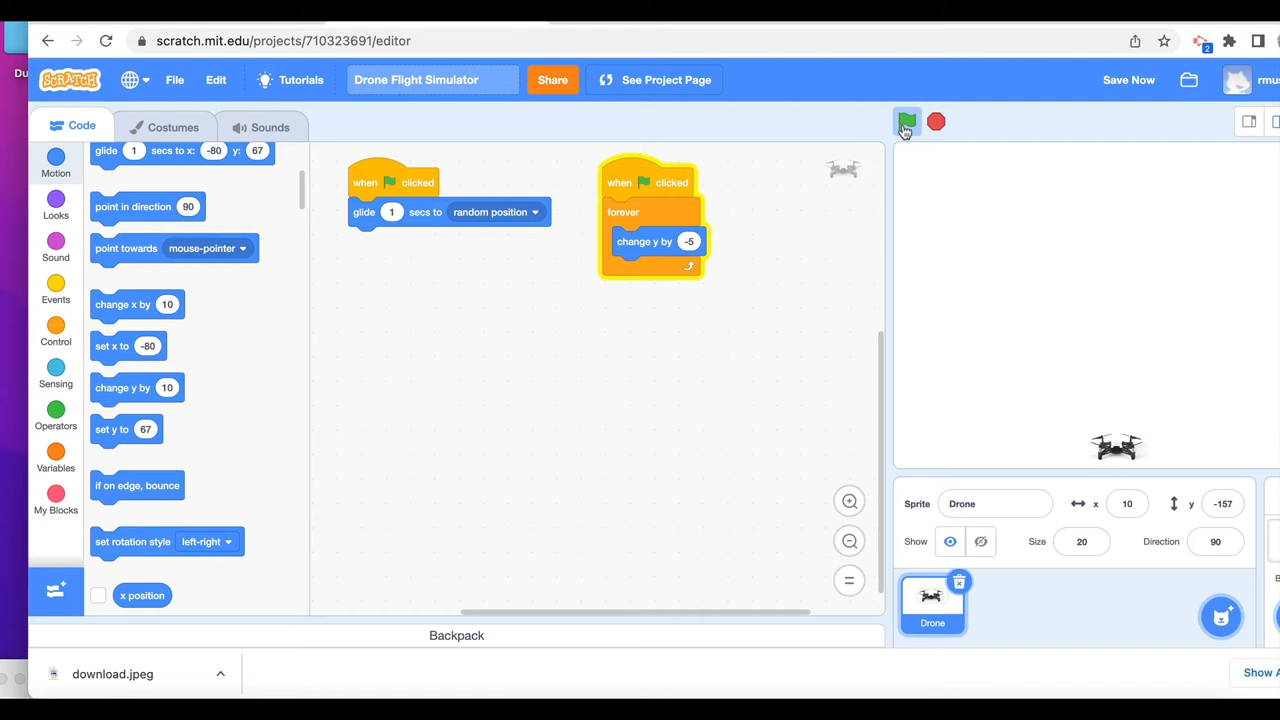 Du
scratch.mit.edu/projects/710323691/editor
2
SCRATCH
File
Edit
Tutorials
Drone Flight Simulator
Share
See Project Page
Save Now
rmus
Code
Costumes
Sounds
Motion
Looks
Sound
Events
Control
Sensing
Operators
Variables
My Blocks
glide 1 secs to x: -80 y: 67
point in direction 90
point towards mouse-pointer
change x by 10
set x to -80
change y by 10
set y to 67
if on edge, bounce
set rotation style left-right
x position
when clicked
glide 1 secs to random position
when clicked
forever
change y by -5
Sprite Drone x 10 y -157
Show Size 20 Direction 90
Drone
B
Backpack
download.jpeg
Show A